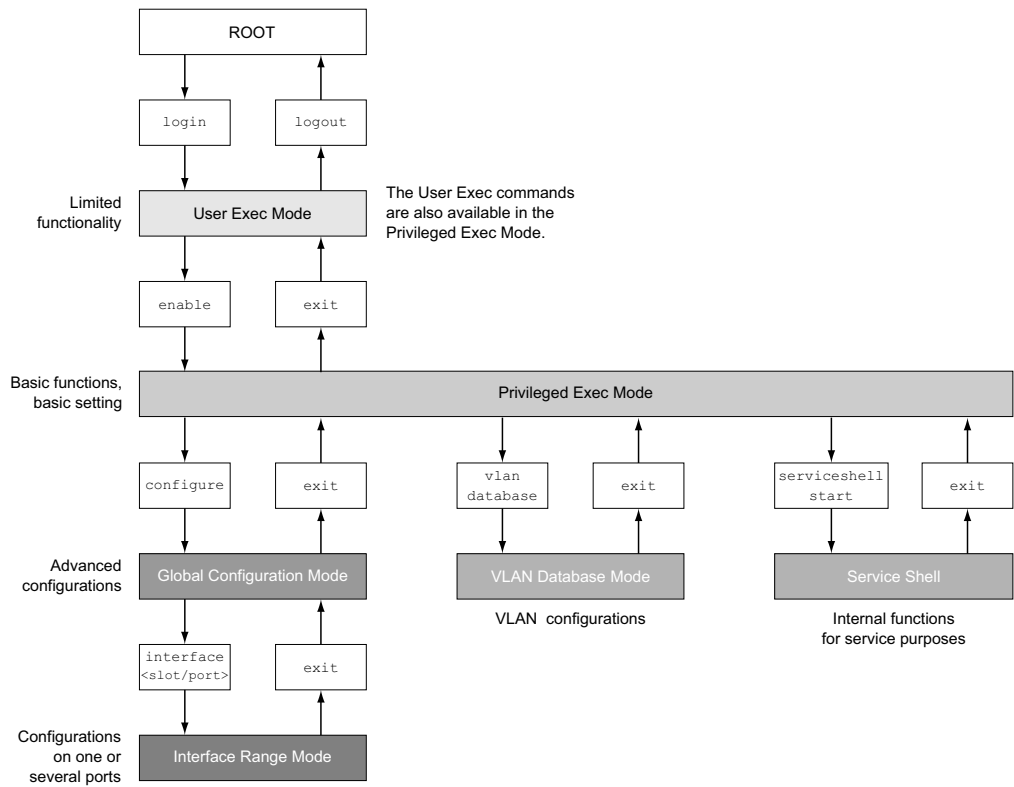 ROOT
login
logout
Limited
functionality
User Exec Mode
The User Exec commands
are also available in the
Privileged Exec Mode.
enable
exit
Basic functions,
basic setting
Privileged Exec Mode
configure
exit
vlan
database
exit
serviceshell
start
exit
Advanced
configurations
Global Configuration Mode
VLAN Database Mode
Service Shell
VLAN configurations
Internal functions
for service purposes
interface
<slot/port>
exit
Configurations
on one or
several ports
Interface Range Mode